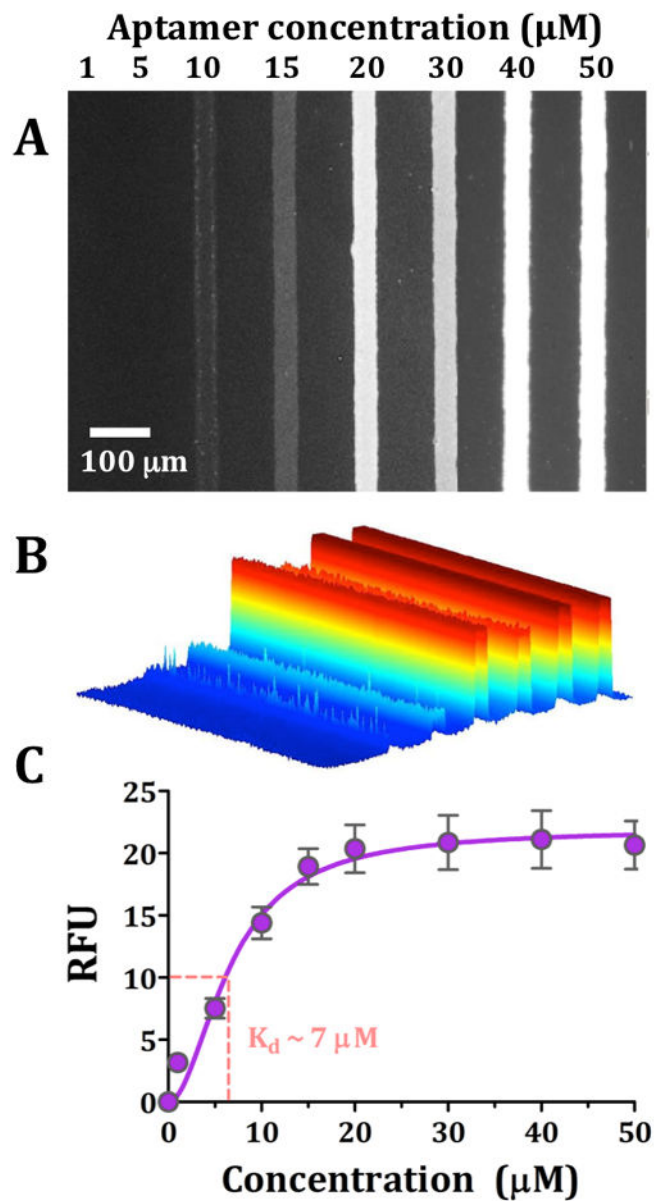 Aptamer concentration (μM)
1 5 10 15 20 30 40 50
A
100 μm
B
C
25
20
15
10
5
0
RFU
K_d ~ 7 μM
0 10 20 30 40 50
Concentration (μM)